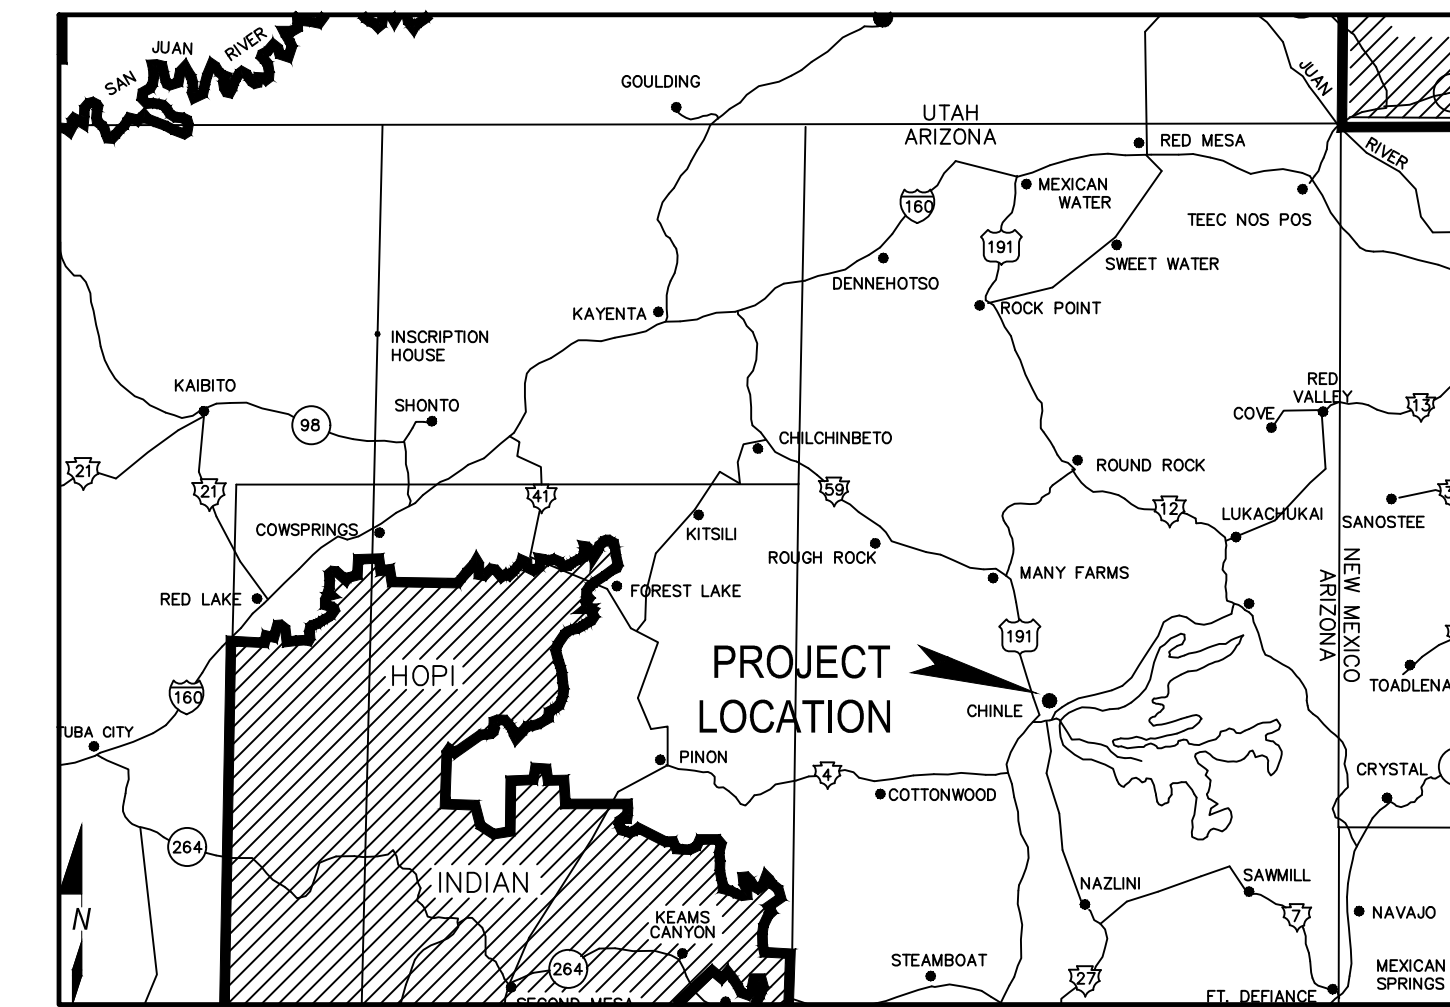 JUAN
RIVER
SAN
GOULDING
JUAN
UTAH
ARIZONA
RED MESA
RIVER
MEXICAN
WATER
160
TEEC NOS POS
191
SWEET WATER
DENNEHOTSO
KAYENTA
ROCK POINT
INSCRIPTION
HOUSE
KAIBITO
RED
VALLEY
SHONTO
13
COVE
98
CHILCHINBETO
ROUND ROCK
21
21
41
59
12
LUKACHUKAI
SANOSTEE
COWSPRINGS
KITSILI
ROUGH ROCK
NEW MEXICO
ARIZONA
MANY FARMS
FOREST LAKE
RED LAKE
191
PROJECT
LOCATION
HOPI
160
TOADLENA
CHINLE
TUBA CITY
PINON
4
CRYSTAL
COTTONWOOD
264
INDIAN
NAZLINI
SAWMILL
N
KEAMS
CANYON
7
NAVAJO
STEAMBOAT
264
27
MEXICAN
SPRINGS
SECOND MESA
FT. DEFIANCE